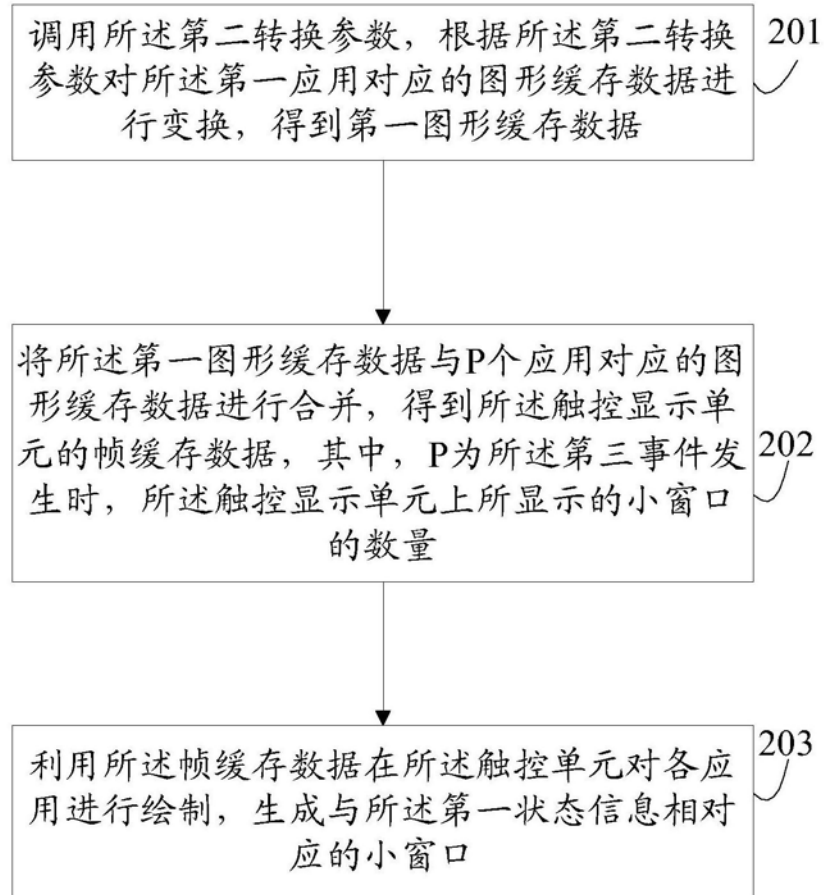 调用所述第二转换参数，根据所述第二转换
参数对所述第一应用对应的图形缓存数据进
行变换，得到第一图形缓存数据
201
将所述第一图形缓存数据与P个应用对应的图
形缓存数据进行合并，得到所述触控显示单
元的帧缓存数据，其中，P为所述第三事件发
生时，所述触控显示单元上所显示的小窗口
的数量
202
利用所述帧缓存数据在所述触控单元对各应
用进行绘制，生成与所述第一状态信息相对
应的小窗口
203